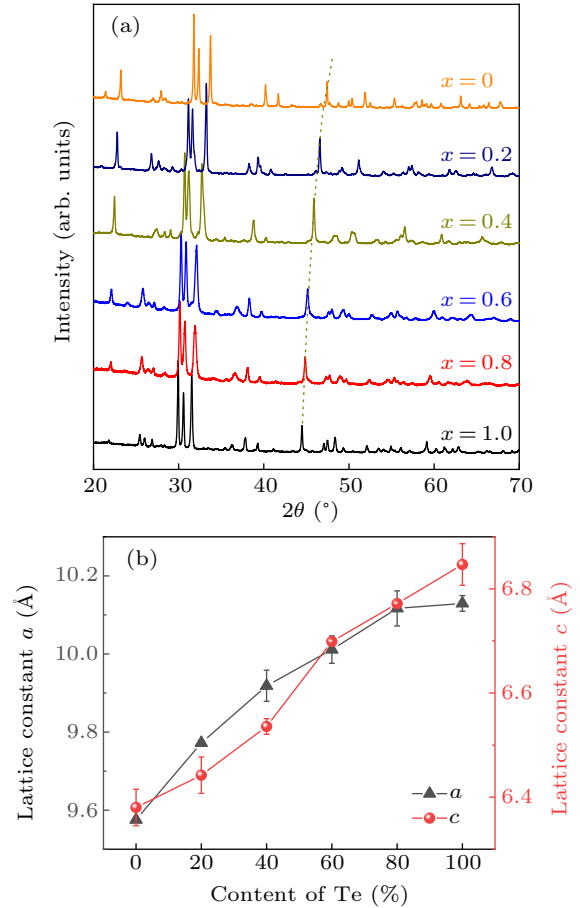 (a)
x = 0
x = 0.2
x = 0.4
x = 0.6
x = 0.8
x = 1.0
Intensity (arb. units)
20 30 40 50 60 70
2θ (°)
(b)
10.2
10.0
9.8
9.6
Lattice constant a (Å)
6.8
6.6
6.4
Lattice constant c (Å)
a
c
0 20 40 60 80 100
Content of Te (%)